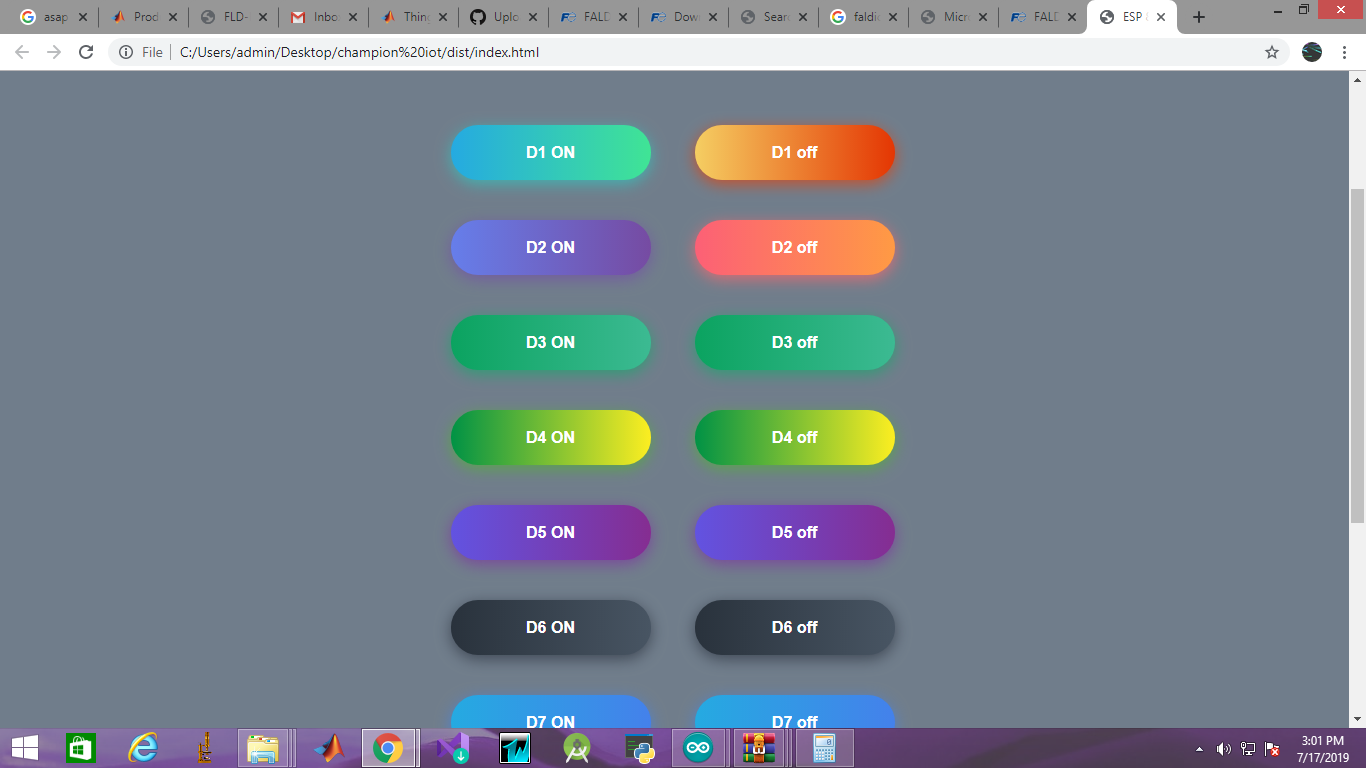 asap Prod FLD- Inbo Thing Uplo FALD Dow Sear faldic Micr FALD ESP
File C:/Users/admin/Desktop/champion%20iot/dist/index.html
D1 ON D1 off
D2 ON D2 off
D3 ON D3 off
D4 ON D4 off
D5 ON D5 off
D6 ON D6 off
D7 ON D7 off
3:01 PM
7/17/2019